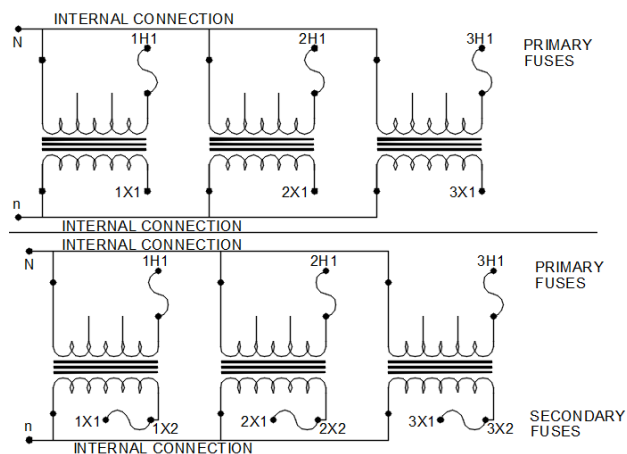 INTERNAL CONNECTION
N
1H1 2H1 3H1
PRIMARY
FUSES
1X1 2X1 3X1
n
INTERNAL CONNECTION
INTERNAL CONNECTION
N
1H1 2H1 3H1
PRIMARY
FUSES
1X1 1X2 2X1 2X2 3X1 3X2
SECONDARY
FUSES
n
INTERNAL CONNECTION